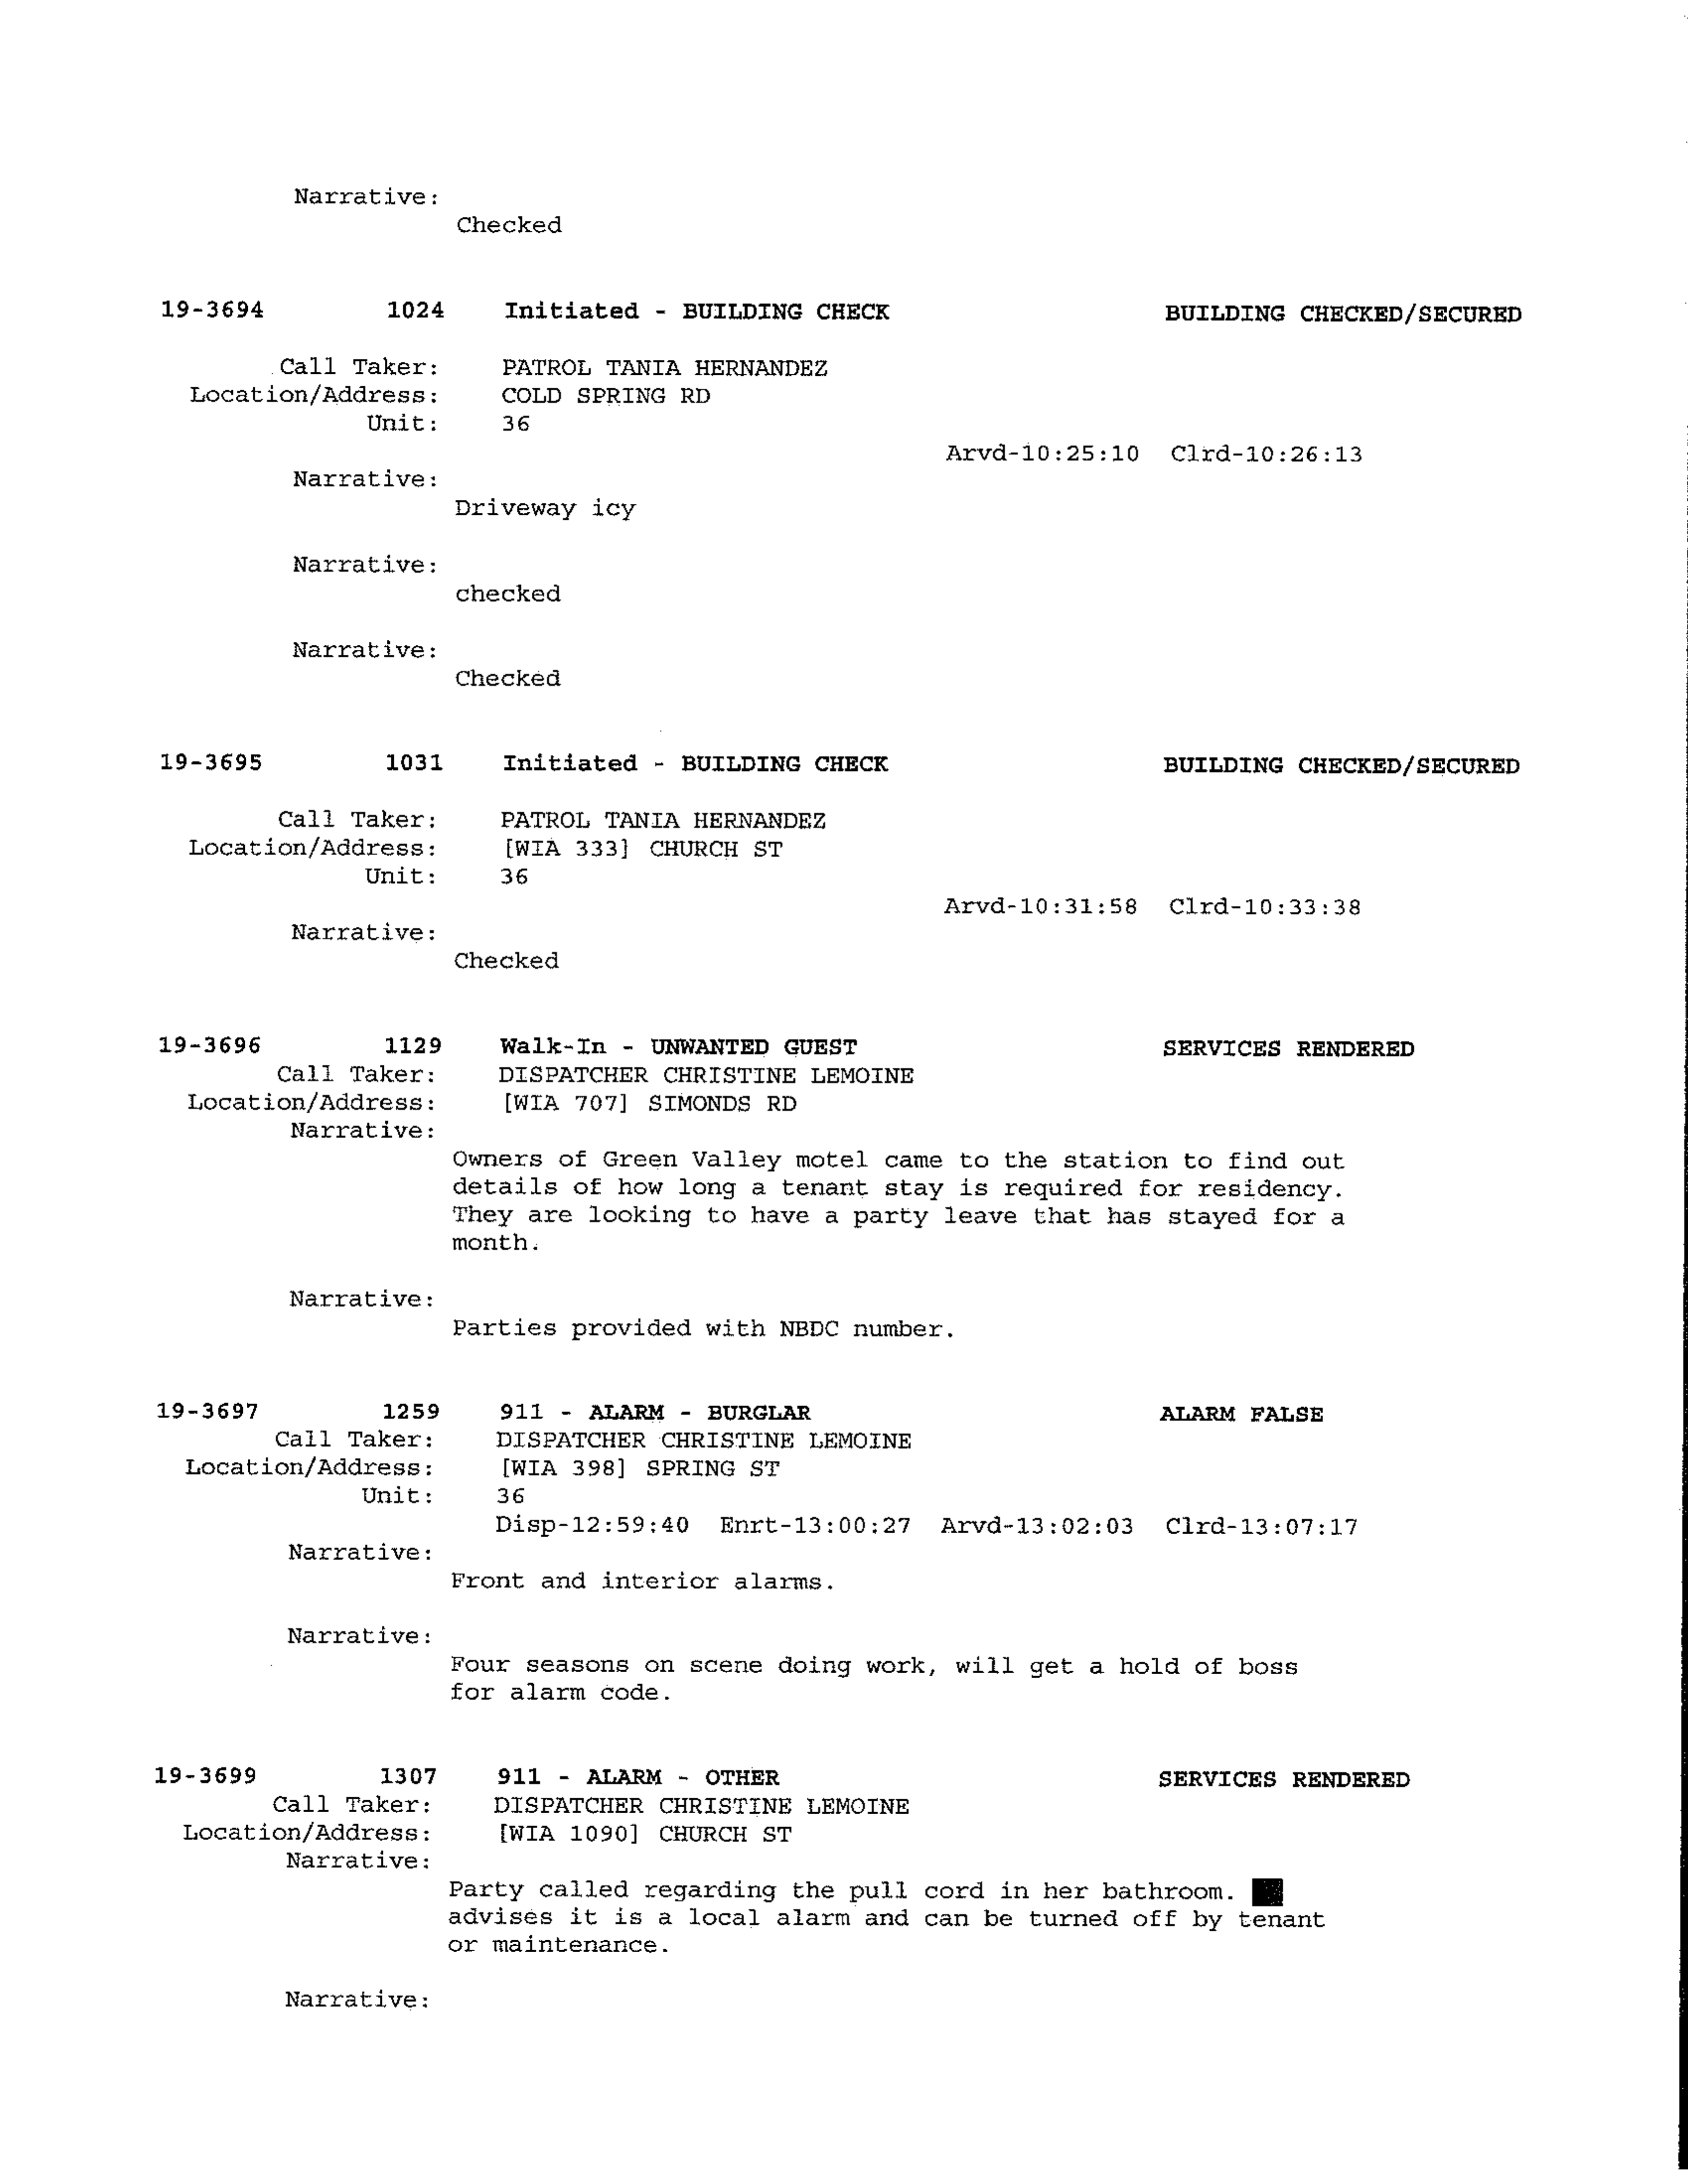 Narrative:
Checked
19-3694 1024 Initiated - BUILDING CHECK BUILDING CHECKED/SECURED
Call Taker: PATROL TANIA HERNANDEZ
Location/Address: COLD SPRING RD
Unit: 36
Arvd-10:25:10 Clrd-10:26:13
Narrative:
Driveway icy
Narrative:
checked
Narrative:
Checked
19-3695 1031 Initiated - BUILDING CHECK BUILDING CHECKED/SECURED
Call Taker: PATROL TANIA HERNANDEZ
Location/Address: [WIA 333] CHURCH ST
Unit: 36
Arvd-10:31:58 Clrd-10:33:38
Narrative:
Checked
19-3696 1129 Walk-In - UNWANTED GUEST SERVICES RENDERED
Call Taker: DISPATCHER CHRISTINE LEMOINE
Location/Address: [WIA 707] SIMONDS RD
Narrative:
Owners of Green Valley motel came to the station to find out
details of how long a tenant stay is required for residency.
They are looking to have a party leave that has stayed for a
month.
Narrative:
Parties provided with NBDC number.
19-3697 1259 911 - ALARM - BURGLAR ALARM FALSE
Call Taker: DISPATCHER CHRISTINE LEMOINE
Location/Address: [WIA 398] SPRING ST
Unit: 36
Disp-12:59:40 Enrt-13:00:27 Arvd-13:02:03 Clrd-13:07:17
Narrative:
Front and interior alarms.
Narrative:
Four seasons on scene doing work, will get a hold of boss
for alarm code.
19-3699 1307 911 - ALARM - OTHER SERVICES RENDERED
Call Taker: DISPATCHER CHRISTINE LEMOINE
Location/Address: [WIA 1090] CHURCH ST
Narrative:
Party called regarding the pull cord in her bathroom.
advises it is a local alarm and can be turned off by tenant
or maintenance.
Narrative: